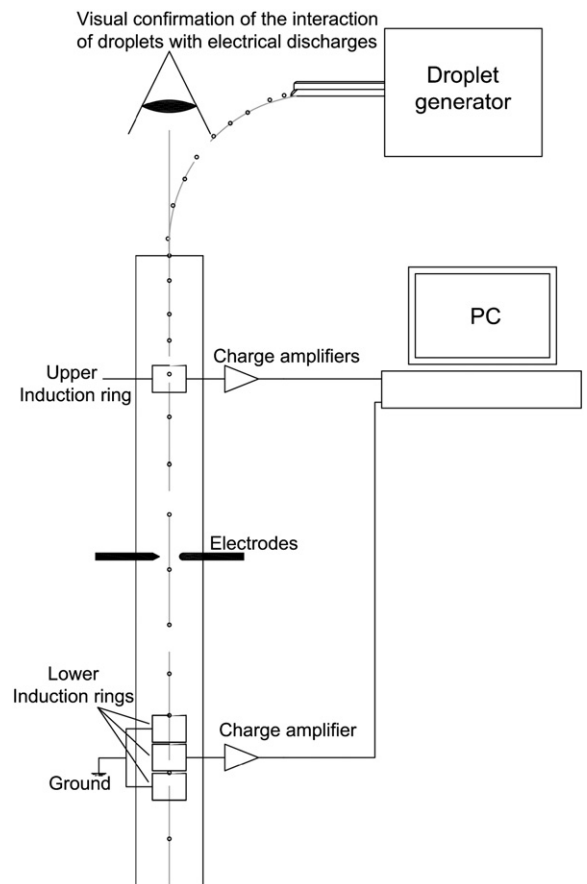 Visual confirmation of the interaction
of droplets with electrical discharges
Droplet
generator
PC
Charge amplifiers
Upper
Induction ring
Electrodes
Lower
Induction rings
Charge amplifier
Ground